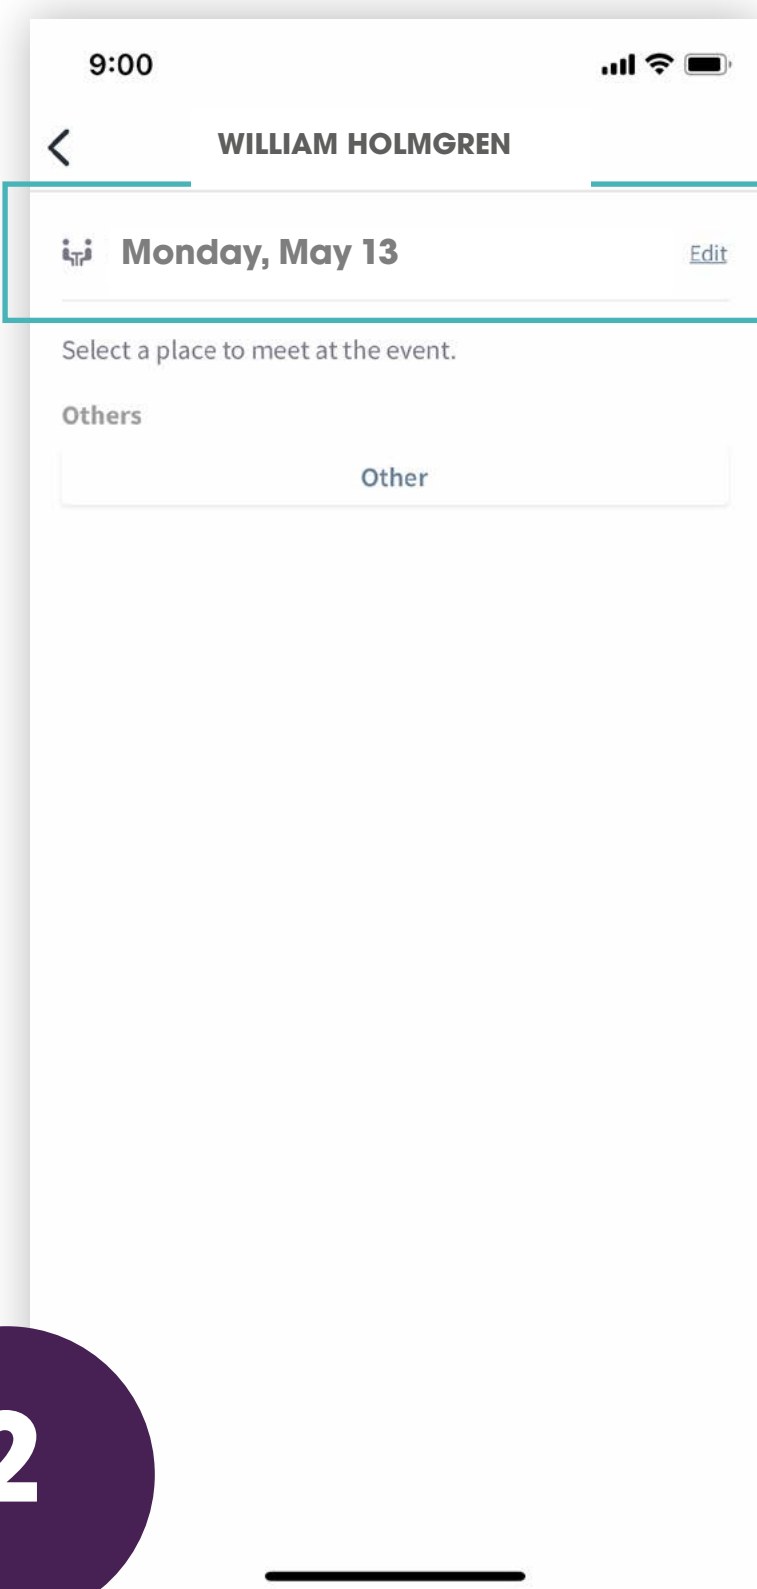 9:00
WILLIAM HOLMGREN
Monday, May 13
Edit
Select a place to meet at the event.
Others
Other
2